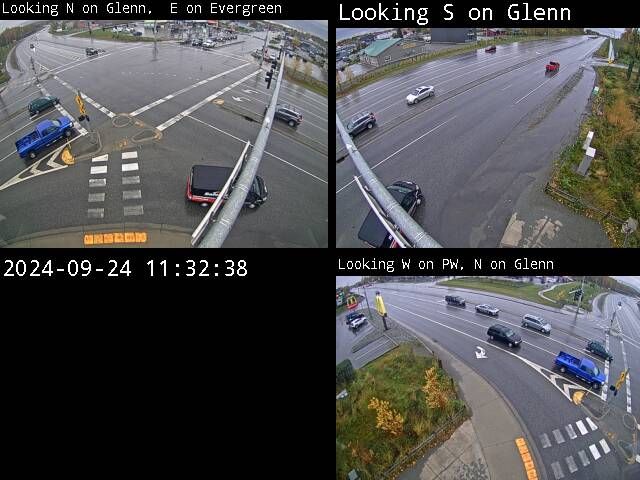 Looking N on Glenn,  E on Evergreen
Looking S on Glenn
2024-09-24 11:32:38
Looking W on PW, N on Glenn